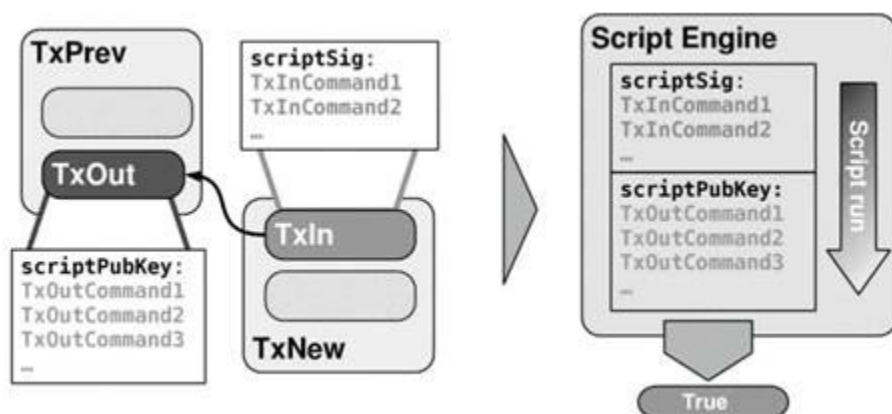 TxPrev
TxOut
scriptPubKey:
TxOutCommand1
TxOutCommand2
TxOutCommand3
…
scriptSig:
TxInCommand1
TxInCommand2
…
TxIn
TxNew
Script Engine
scriptSig:
TxInCommand1
TxInCommand2
…
scriptPubKey:
TxOutCommand1
TxOutCommand2
TxOutCommand3
…
Script run
True